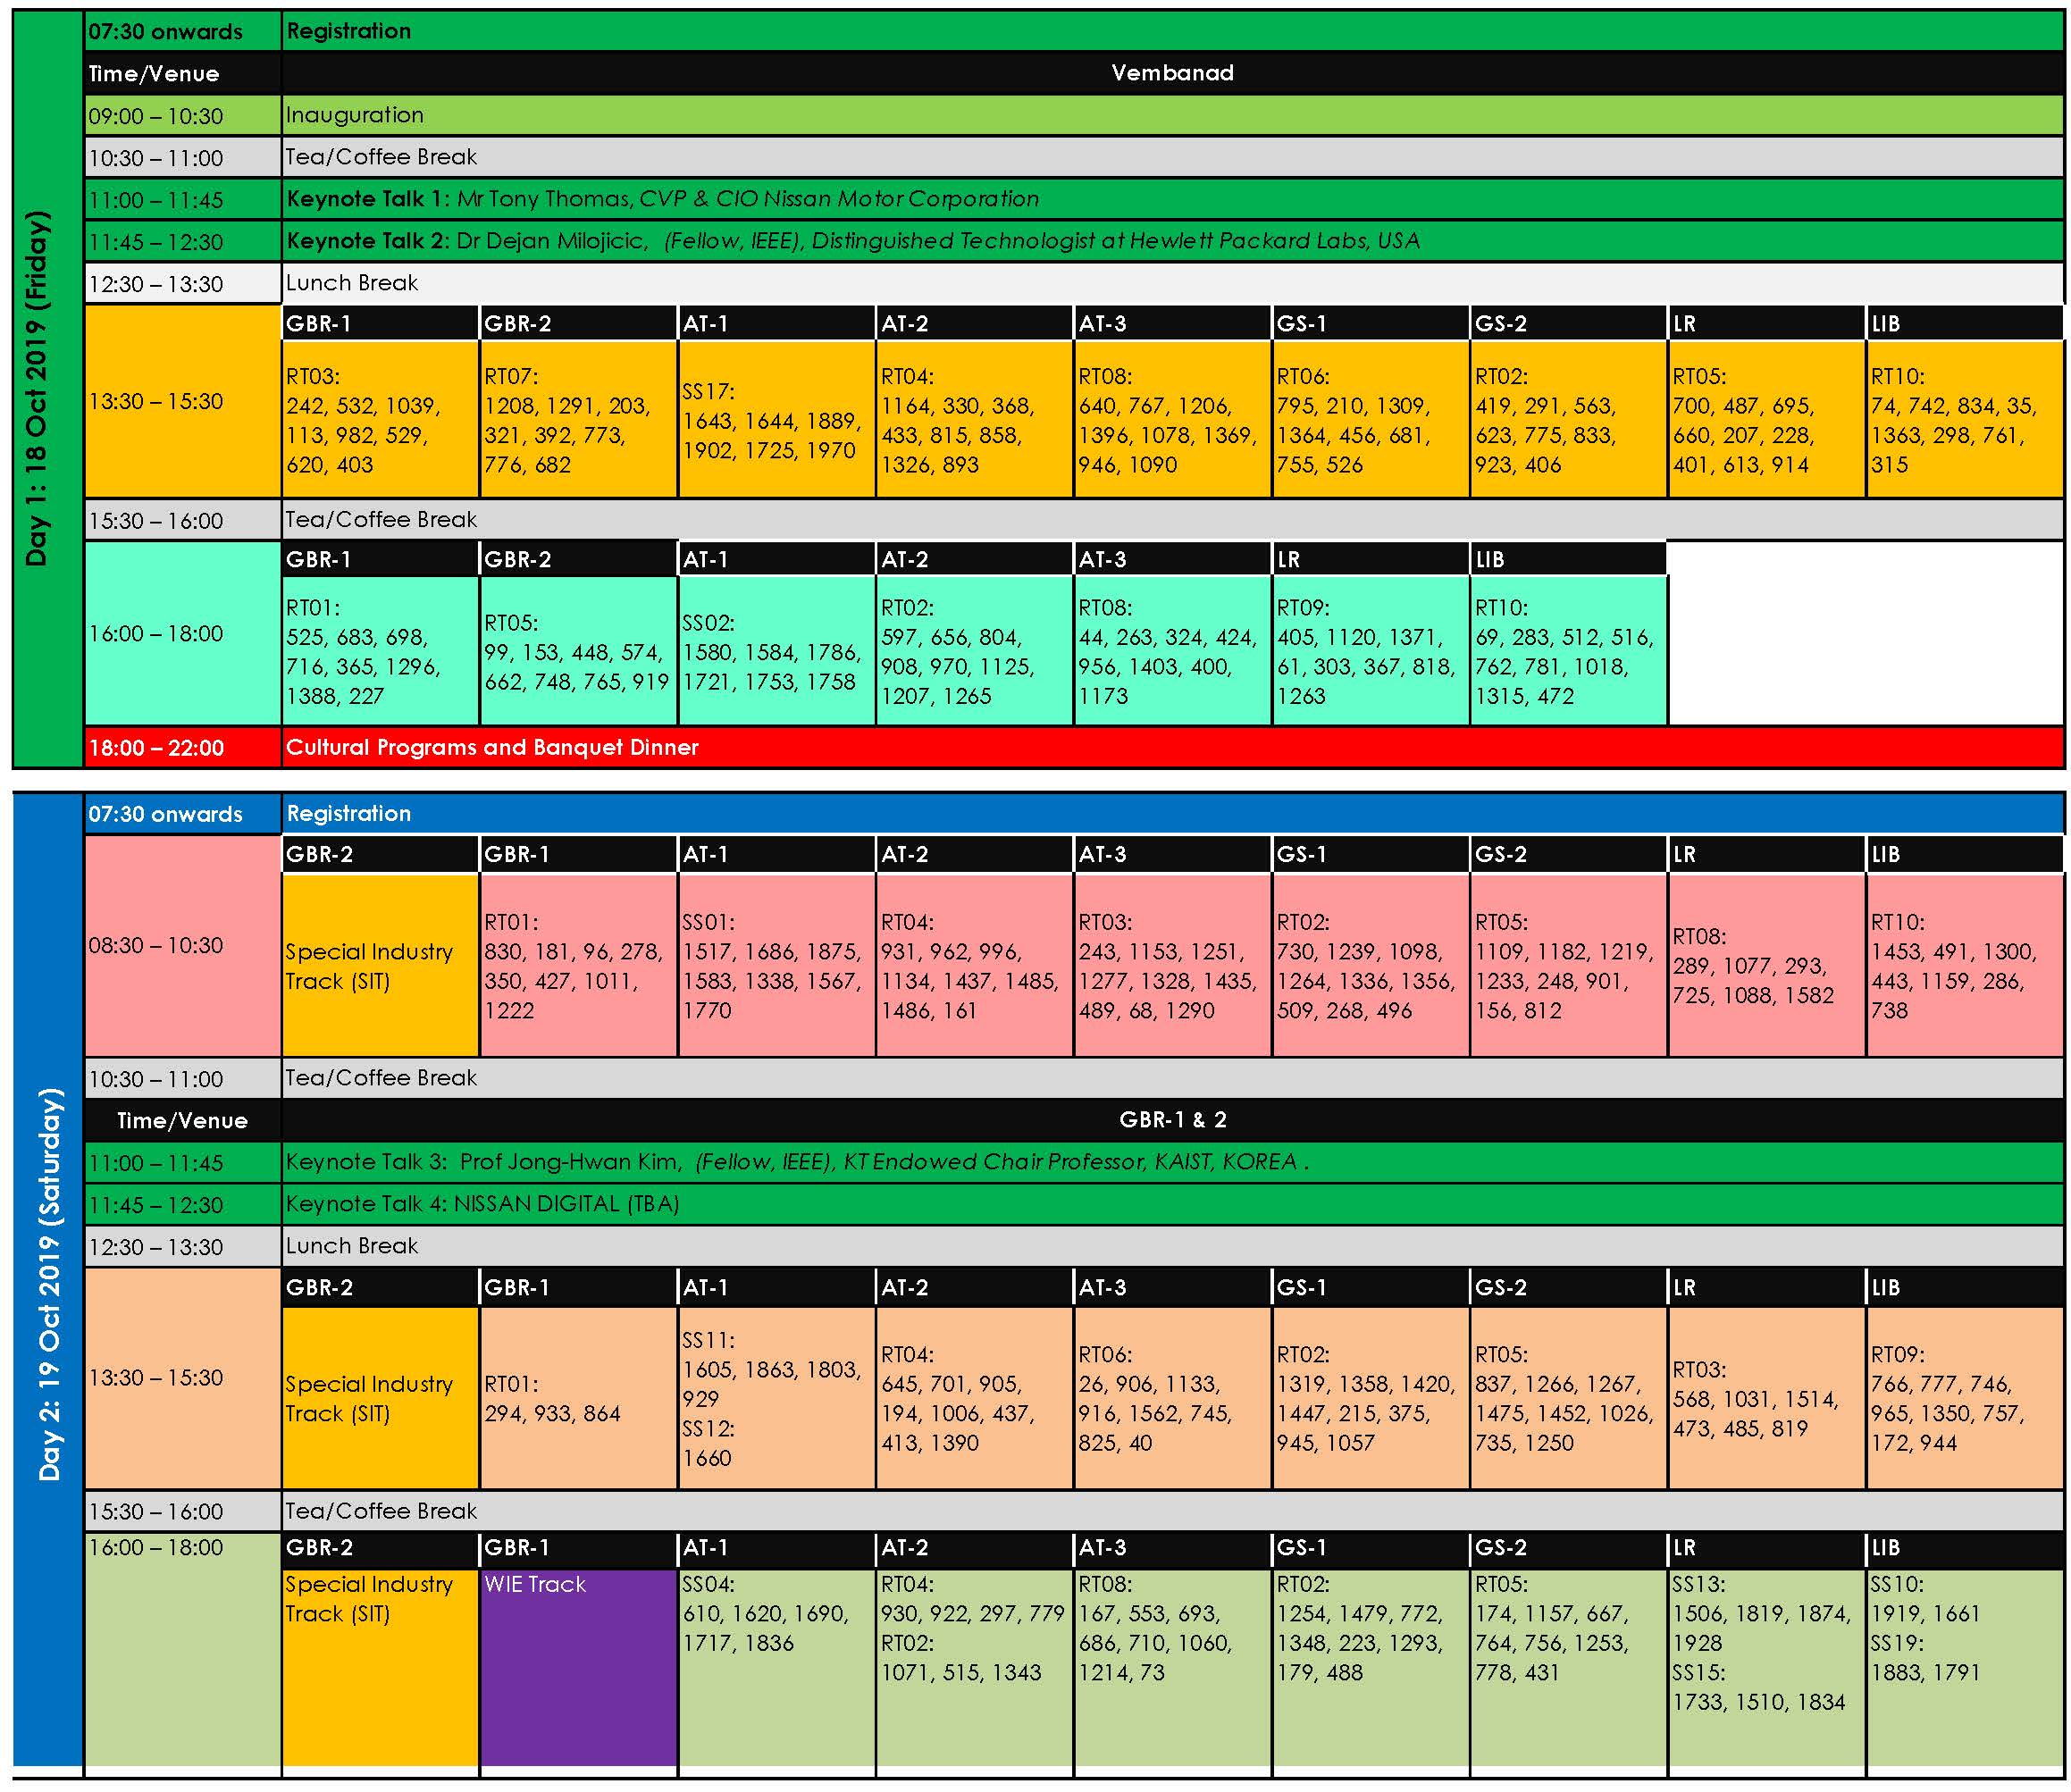 Day 1: 18 Oct 2019 (Friday)
07:30 onwards Registration
Time/Venue Vembanad
09:00 – 10:30 Inauguration
10:30 – 11:00 Tea/Coffee Break
11:00 – 11:45 Keynote Talk 1: Mr Tony Thomas, CVP & CIO Nissan Motor Corporation
11:45 – 12:30 Keynote Talk 2: Dr Dejan Milojicic, (Fellow, IEEE), Distinguished Technologist at Hewlett Packard Labs, USA
12:30 – 13:30 Lunch Break
13:30 – 15:30
GBR-1
RT03:
242, 532, 1039,
113, 982, 529,
620, 403
GBR-2
RT07:
1208, 1291, 203,
321, 392, 773,
776, 682
AT-1
SS17:
1643, 1644, 1889,
1902, 1725, 1970
AT-2
RT04:
1164, 330, 368,
433, 815, 858,
1326, 893
AT-3
RT08:
640, 767, 1206,
1396, 1078, 1369,
946, 1090
GS-1
RT06:
795, 210, 1309,
1364, 456, 681,
755, 526
GS-2
RT02:
419, 291, 563,
623, 775, 833,
923, 406
LR
RT05:
700, 487, 695,
660, 207, 228,
401, 613, 914
LIB
RT10:
74, 742, 834, 35,
1363, 298, 761,
315
15:30 – 16:00 Tea/Coffee Break
16:00 – 18:00
GBR-1
RT01:
525, 683, 698,
716, 365, 1296,
1388, 227
GBR-2
RT05:
99, 153, 448, 574,
662, 748, 765, 919
AT-1
SS02:
1580, 1584, 1786,
1721, 1753, 1758
AT-2
RT02:
597, 656, 804,
908, 970, 1125,
1207, 1265
AT-3
RT08:
44, 263, 324, 424,
956, 1403, 400,
1173
LR
RT09:
405, 1120, 1371,
61, 303, 367, 818,
1263
LIB
RT10:
69, 283, 512, 516,
762, 781, 1018,
1315, 472
18:00 – 22:00 Cultural Programs and Banquet Dinner
Day 2: 19 Oct 2019 (Saturday)
07:30 onwards Registration
08:30 – 10:30
GBR-2
Special Industry
Track (SIT)
GBR-1
RT01:
830, 181, 96, 278,
350, 427, 1011,
1222
AT-1
SS01:
1517, 1686, 1875,
1583, 1338, 1567,
1770
AT-2
RT04:
931, 962, 996,
1134, 1437, 1485,
1486, 161
AT-3
RT03:
243, 1153, 1251,
1277, 1328, 1435,
489, 68, 1290
GS-1
RT02:
730, 1239, 1098,
1264, 1336, 1356,
509, 268, 496
GS-2
RT05:
1109, 1182, 1219,
1233, 248, 901,
156, 812
LR
RT08:
289, 1077, 293,
725, 1088, 1582
LIB
RT10:
1453, 491, 1300,
443, 1159, 286,
738
10:30 – 11:00 Tea/Coffee Break
Time/Venue GBR-1 & 2
11:00 – 11:45 Keynote Talk 3: Prof Jong-Hwan Kim, (Fellow, IEEE), KT Endowed Chair Professor, KAIST, KOREA .
11:45 – 12:30 Keynote Talk 4: NISSAN DIGITAL (TBA)
12:30 – 13:30 Lunch Break
13:30 – 15:30
GBR-2
Special Industry
Track (SIT)
GBR-1
RT01:
294, 933, 864
AT-1
SS11:
1605, 1863, 1803,
929
SS12:
1660
AT-2
RT04:
645, 701, 905,
194, 1006, 437,
413, 1390
AT-3
RT06:
26, 906, 1133,
916, 1562, 745,
825, 40
GS-1
RT02:
1319, 1358, 1420,
1447, 215, 375,
945, 1057
GS-2
RT05:
837, 1266, 1267,
1475, 1452, 1026,
735, 1250
LR
RT03:
568, 1031, 1514,
473, 485, 819
LIB
RT09:
766, 777, 746,
965, 1350, 757,
172, 944
15:30 – 16:00 Tea/Coffee Break
16:00 – 18:00
GBR-2
Special Industry
Track (SIT)
GBR-1
WIE Track
AT-1
SS04:
610, 1620, 1690,
1717, 1836
AT-2
RT04:
930, 922, 297, 779
RT02:
1071, 515, 1343
AT-3
RT08:
167, 553, 693,
686, 710, 1060,
1214, 73
GS-1
RT02:
1254, 1479, 772,
1348, 223, 1293,
179, 488
GS-2
RT05:
174, 1157, 667,
764, 756, 1253,
778, 431
LR
SS13:
1506, 1819, 1874,
1928
SS15:
1733, 1510, 1834
LIB
SS10:
1919, 1661
SS19:
1883, 1791